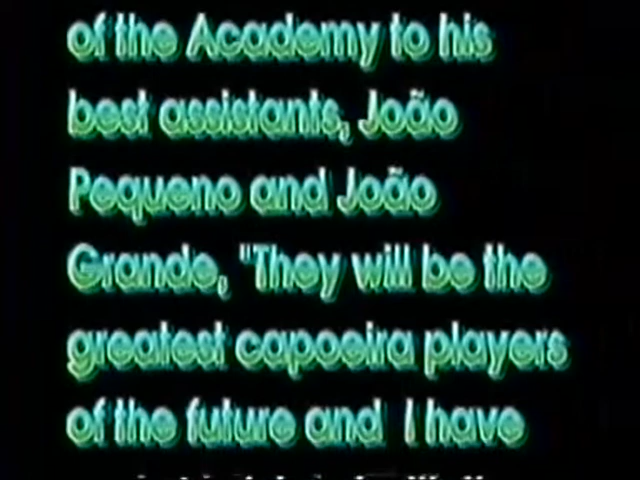 of the Academy to his
best assistants, João
Pequeno and João
Grande, "They will be the
greatest capoeira players
of the future and I have